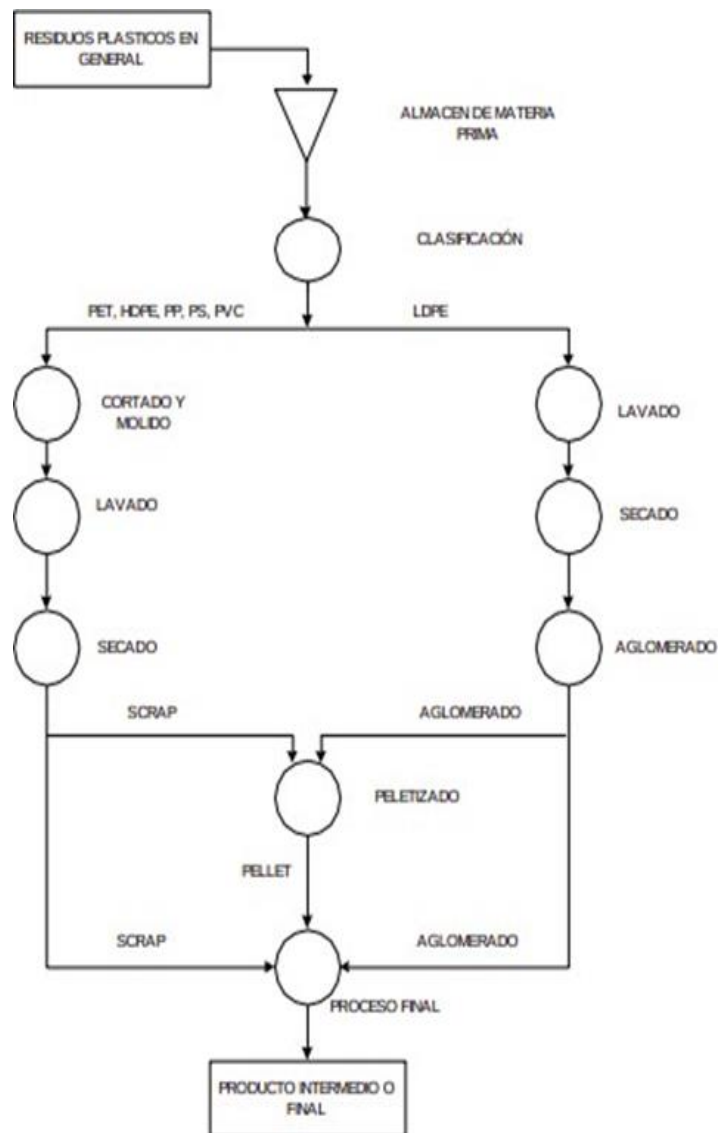 RESIDUOS PLASTICOS EN
GENERAL
ALMACEN DE MATERIA
PRIMA
CLASIFICACIÓN
PET, HDPE, PP, PS, PVC
LDPE
CORTADO Y
MOLIDO
LAVADO
LAVADO
SECADO
SECADO
AGLOMERADO
SCRAP
AGLOMERADO
PELETIZADO
PELLET
SCRAP
AGLOMERADO
PROCESO FINAL
PRODUCTO INTERMEDIO O
FINAL